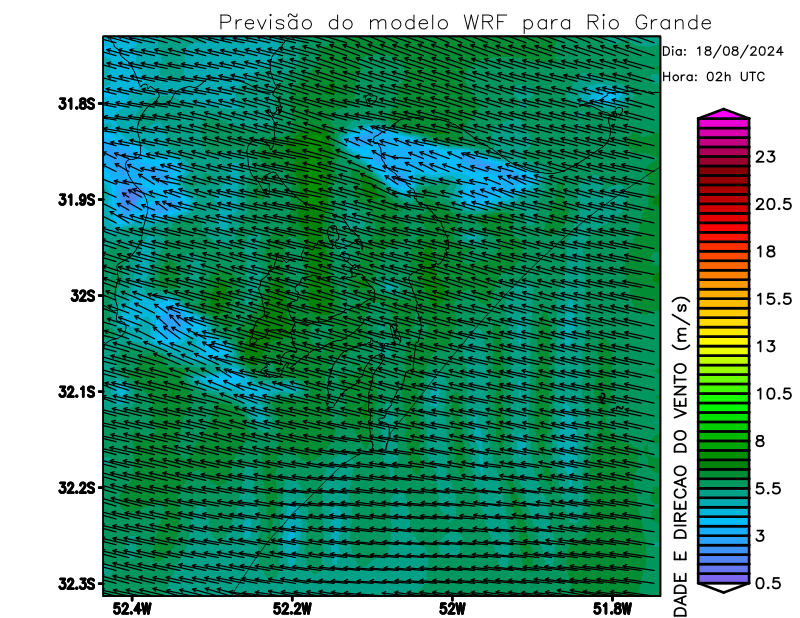 Previsão do modelo WRF para Rio Grande
Dia: 18/08/2024
Hora: 02h UTC
31.8S
31.9S
32S
32.1S
32.2S
32.3S
52.4W
52.2W
52W
51.8W
DADE E DIRECAO DO VENTO (m/s)
23
20.5
18
15.5
13
10.5
8
5.5
3
0.5